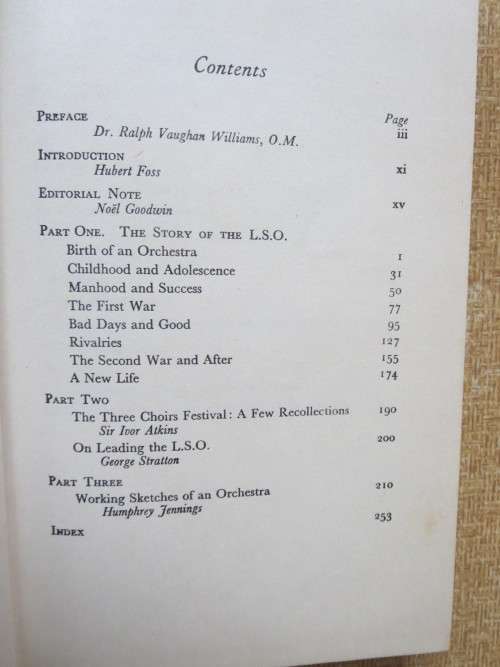 Contents
PREFACE Page
Dr. Ralph Vaughan Williams, O.M. iii
INTRODUCTION
Hubert Foss xi
EDITORIAL NOTE
Noël Goodwin xv
PART ONE. THE STORY OF THE L.S.O.
Birth of an Orchestra 1
Childhood and Adolescence 31
Manhood and Success 50
The First War 77
Bad Days and Good 95
Rivalries 127
The Second War and After 155
A New Life 174
PART TWO
The Three Choirs Festival: A Few Recollections 190
Sir Ivor Atkins
On Leading the L.S.O. 200
George Stratton
PART THREE
Working Sketches of an Orchestra 210
Humphrey Jennings
INDEX 253